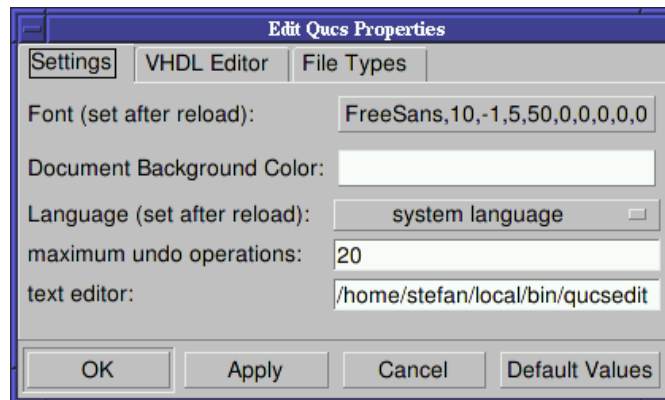 Edit Qucs Properties
Settings VHDL Editor File Types
Font (set after reload): FreeSans,10,-1,5,50,0,0,0,0,0
Document Background Color:
Language (set after reload): system language
maximum undo operations: 20
text editor: /home/stefan/local/bin/qucsedit
OK Apply Cancel Default Values